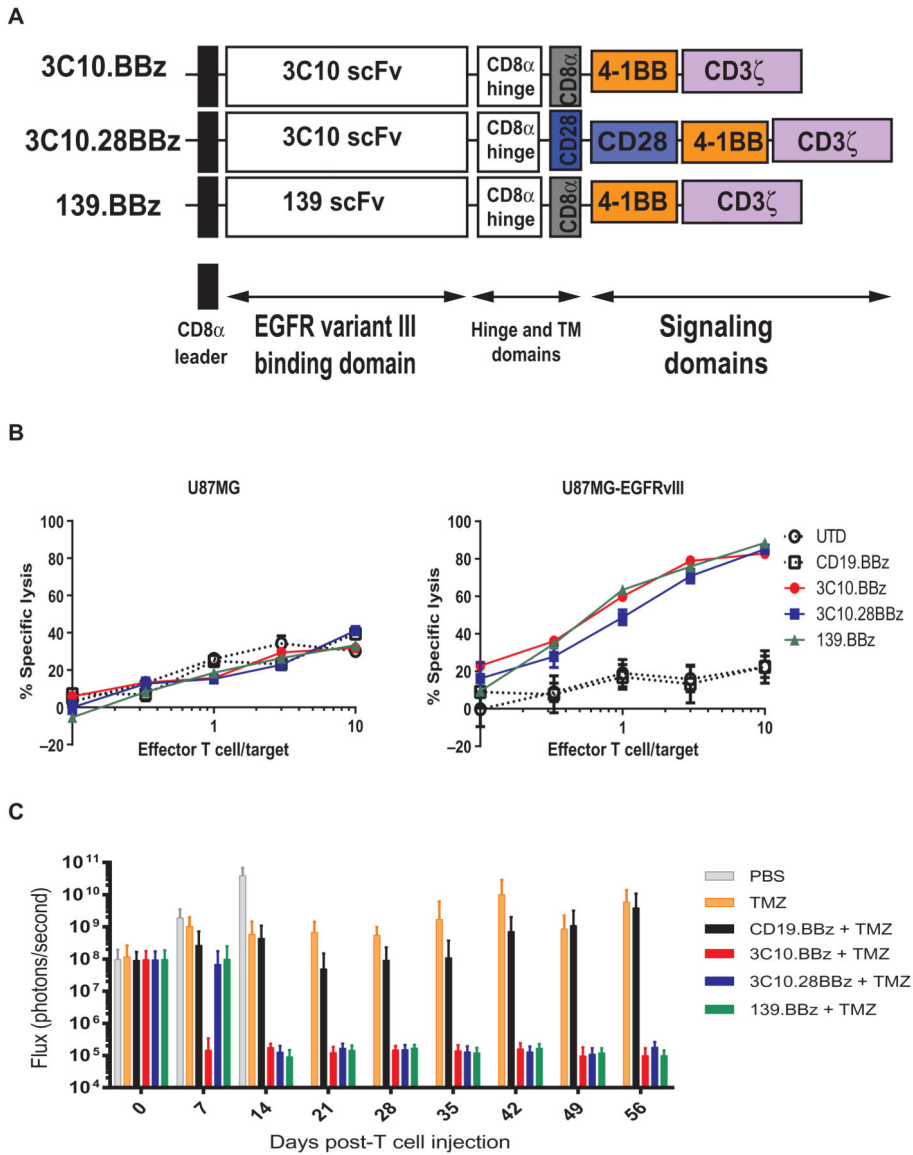 A
3C10.BBz
3C10 scFv
CD8α
hinge
CD8α
4-1BB
CD3ζ
3C10.28BBz
3C10 scFv
CD8α
hinge
CD28
CD28
4-1BB
CD3ζ
139.BBz
139 scFv
CD8α
hinge
CD8α
4-1BB
CD3ζ
CD8α
leader
EGFR variant III
binding domain
Hinge and TM
domains
Signaling
domains
B
U87MG
% Specific lysis
100
80
60
40
20
0
–20
1
10
Effector T cell/target
U87MG-EGFRvIII
% Specific lysis
100
80
60
40
20
0
–20
1
10
Effector T cell/target
UTD
CD19.BBz
3C10.BBz
3C10.28BBz
139.BBz
C
Flux (photons/second)
10¹¹
10¹⁰
10⁹
10⁸
10⁷
10⁶
10⁵
10⁴
0
7
14
21
28
35
42
49
56
Days post-T cell injection
PBS
TMZ
CD19.BBz + TMZ
3C10.BBz + TMZ
3C10.28BBz + TMZ
139.BBz + TMZ